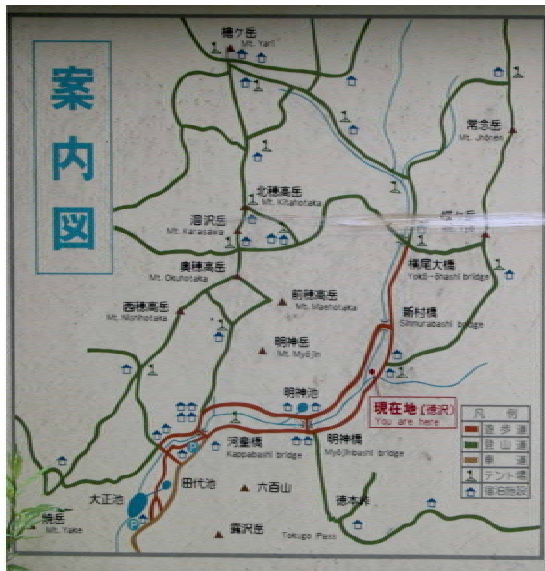 案内図
槍ケ岳
Mt. Yari
常念岳
Mt. Jhōnen
北穂高岳
Mt. Kitahotaka
涸沢岳
Mt. Karasawa
奥穂高岳
Mt. Okuhotaka
横尾大橋
Yokō-ōhashi bridge
西穂高岳
Mt. Nishihotaka
前穂高岳
Mt. Maehotaka
新村橋
Shimurabashi bridge
明神岳
Mt. Myōjin
明神池
現在地(徳沢)
You are here
河童橋
Kappabashi bridge
明神橋
Myōjinbashi bridge
田代池
大正池
六百山
徳本峠
Tokugo Pass
焼岳
Mt. Yake
霞沢岳
P
P
凡例
遊歩道
登山道
車道
テント場
宿泊施設